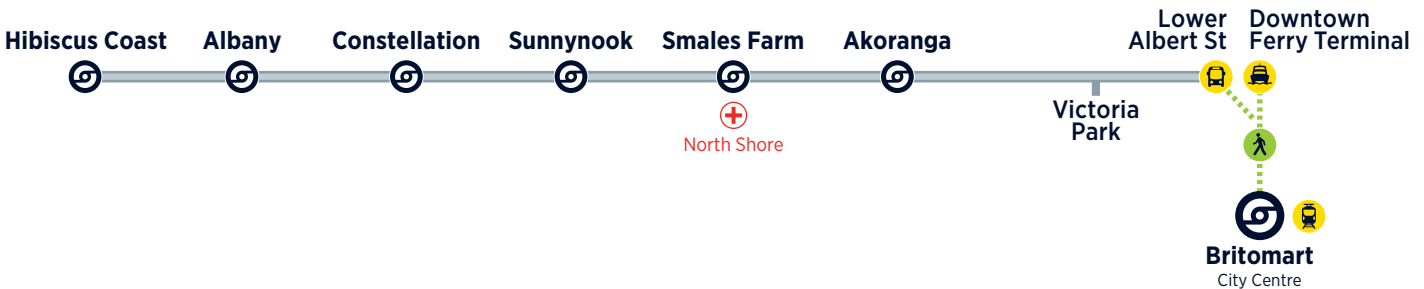 Hibiscus Coast
Albany
Constellation
Sunnynook
Smales Farm
Akoranga
Lower
Albert St
Downtown
Ferry Terminal
Victoria
Park
North Shore
Britomart
City Centre